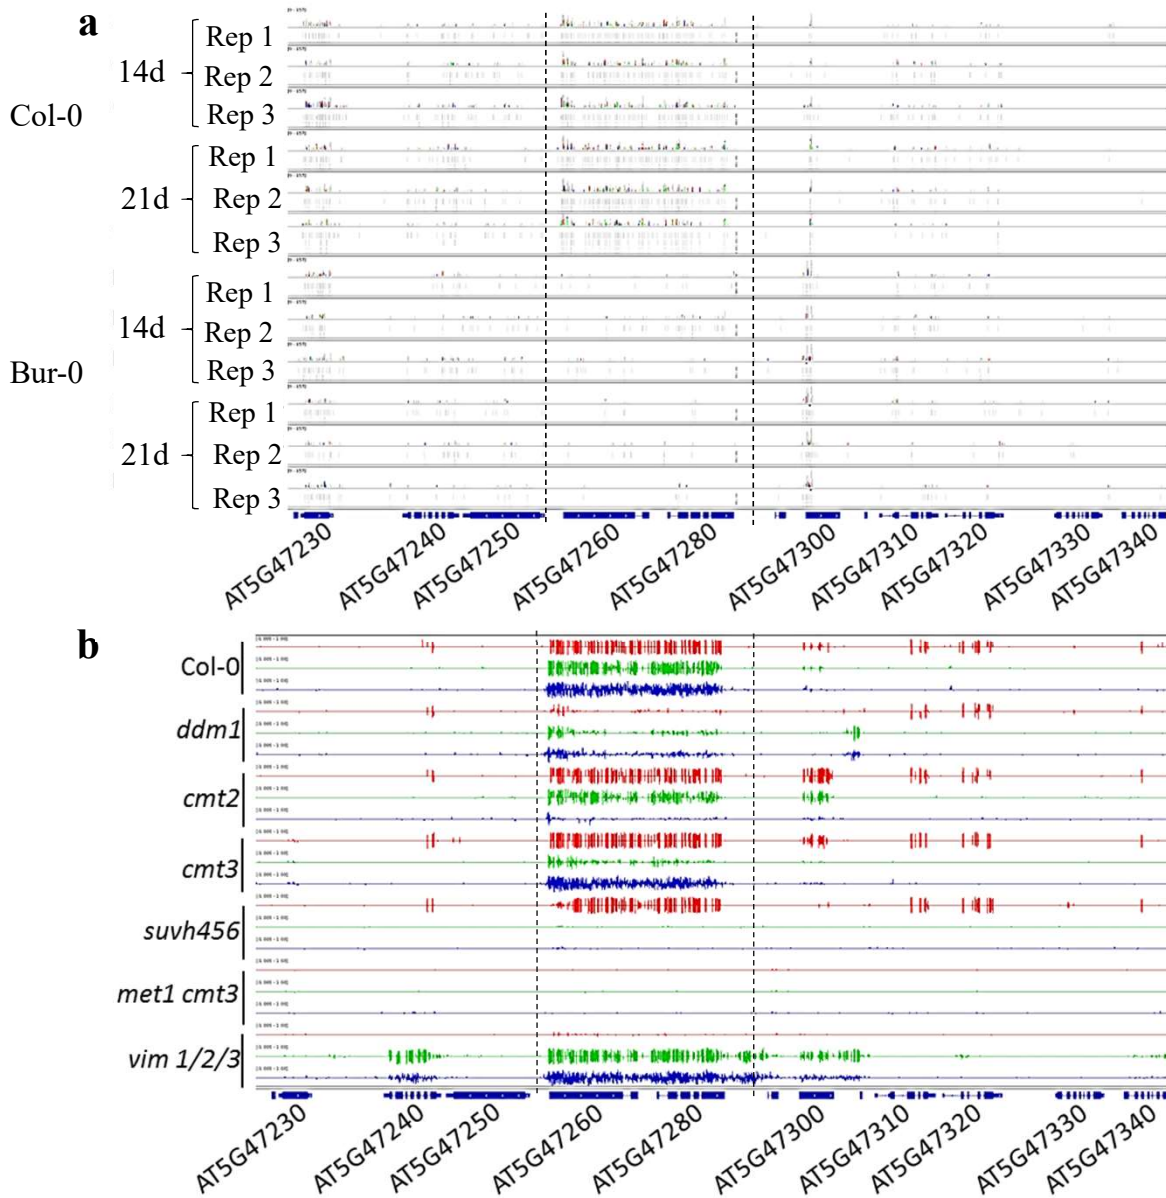 a
Col-0
14d
Rep 1
Rep 2
Rep 3
21d
Rep 1
Rep 2
Rep 3
Bur-0
14d
Rep 1
Rep 2
Rep 3
21d
Rep 1
Rep 2
Rep 3
AT5G47230
AT5G47240
AT5G47250
AT5G47260
AT5G47280
AT5G47300
AT5G47310
AT5G47320
AT5G47330
AT5G47340
b
Col-0
ddm1
cmt2
cmt3
suvh456
met1 cmt3
vim 1/2/3
AT5G47230
AT5G47240
AT5G47250
AT5G47260
AT5G47280
AT5G47300
AT5G47310
AT5G47320
AT5G47330
AT5G47340